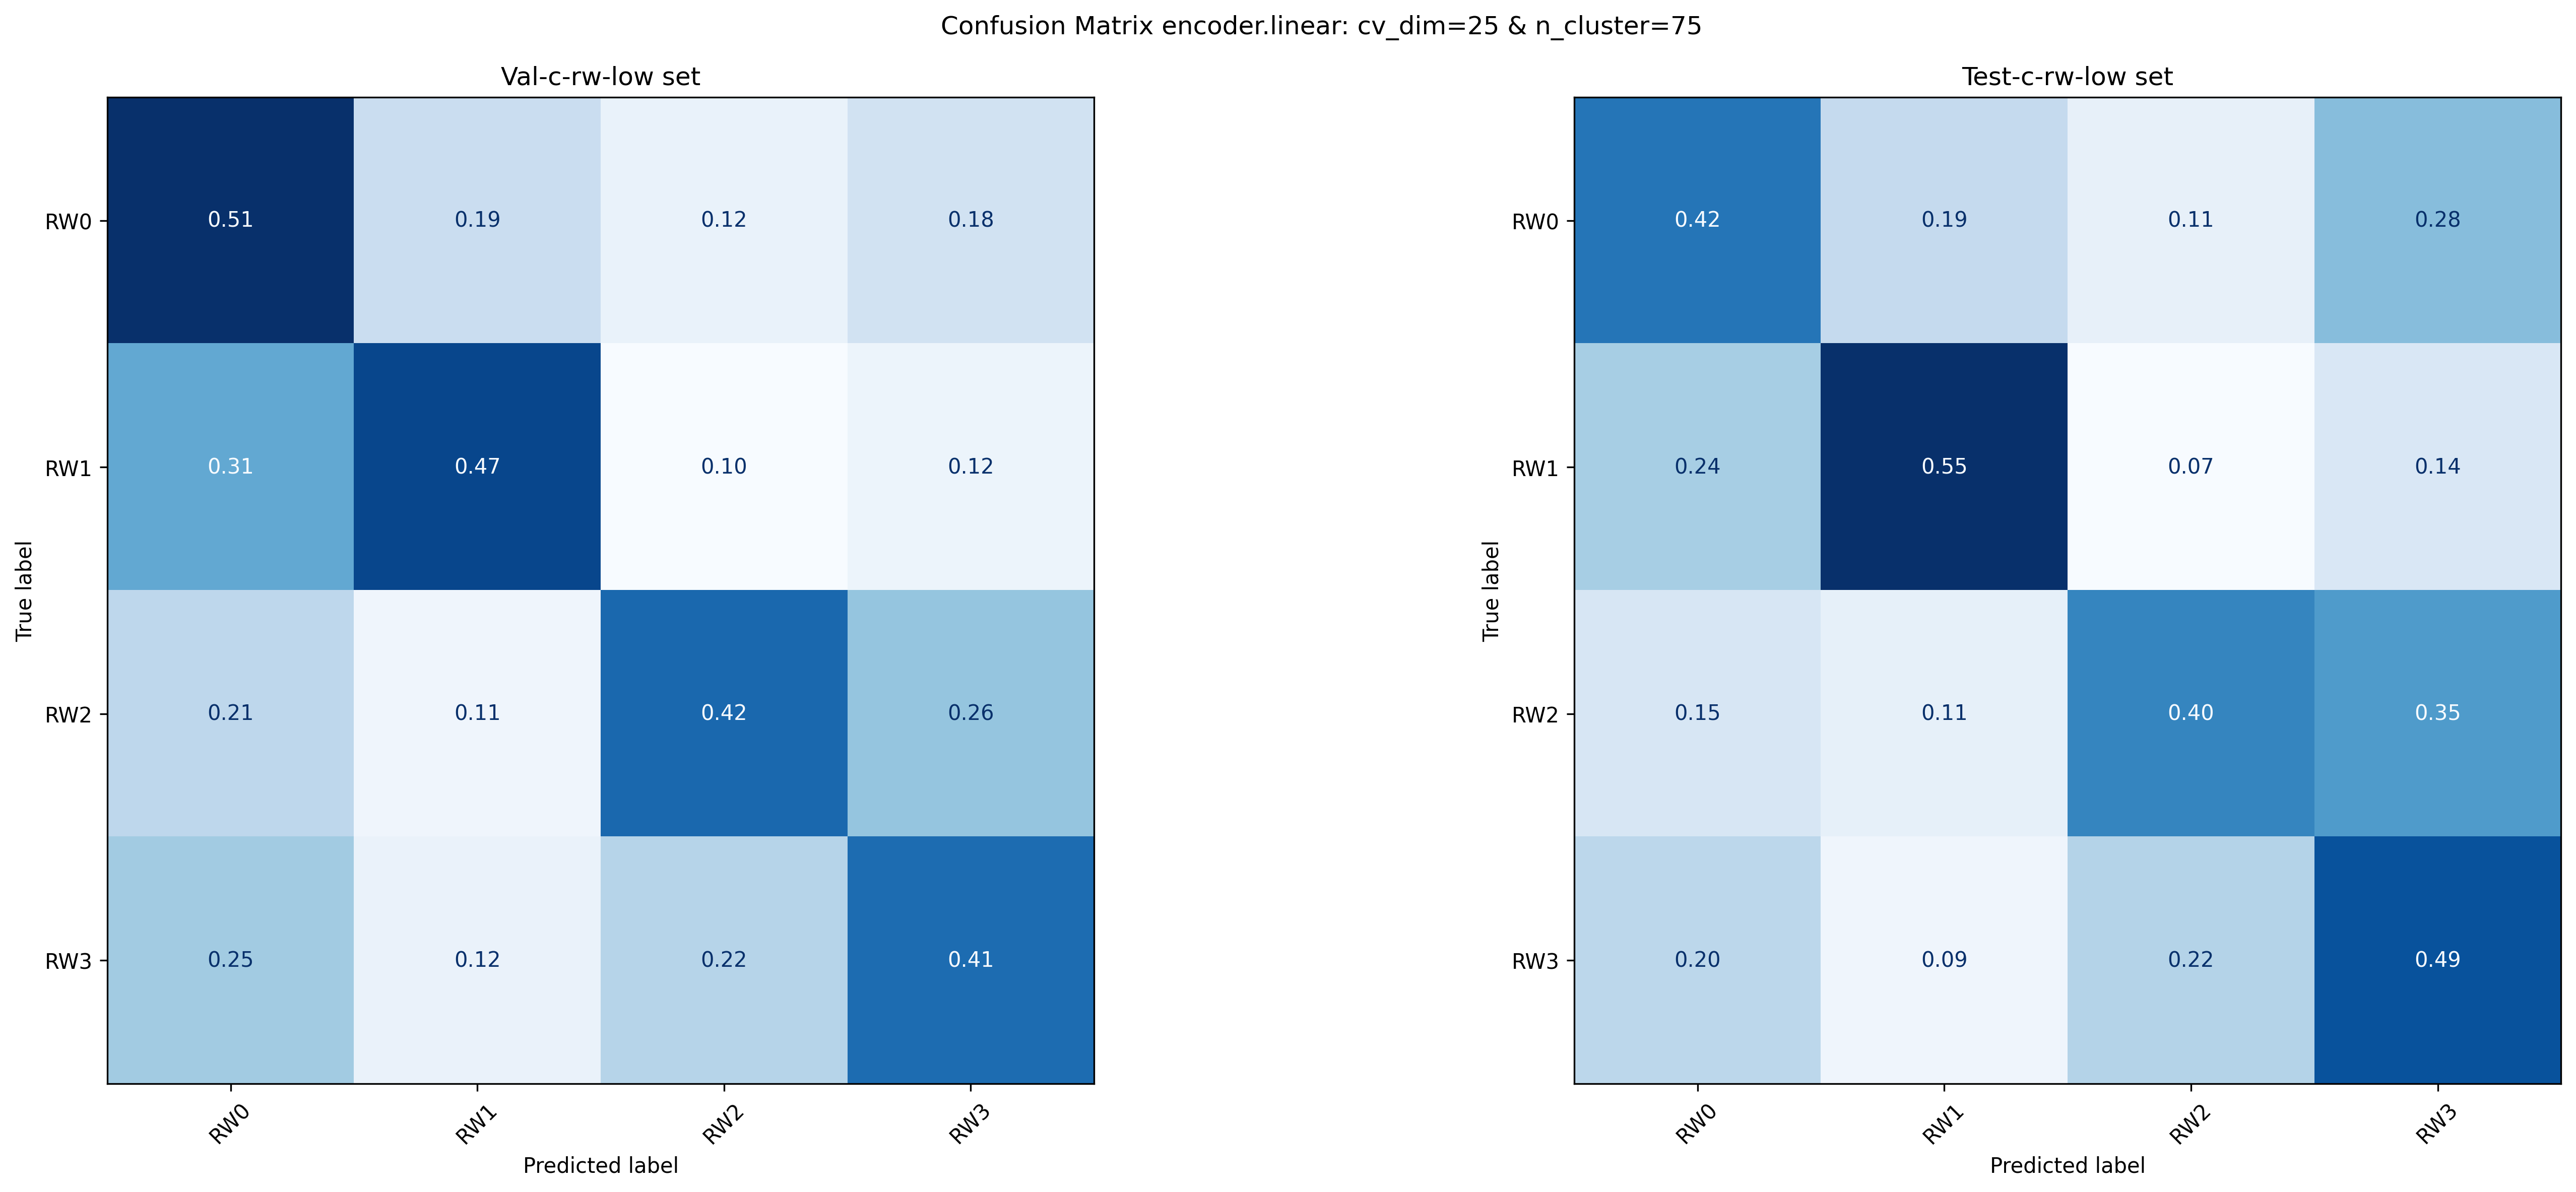 Confusion Matrix encoder.linear: cv_dim=25 & n_cluster=75
Val-c-rw-low set
True label
RW0 0.51 0.19 0.12 0.18
RW1 0.31 0.47 0.10 0.12
RW2 0.21 0.11 0.42 0.26
RW3 0.25 0.12 0.22 0.41
RW0 RW1 RW2 RW3
Predicted label
Test-c-rw-low set
True label
RW0 0.42 0.19 0.11 0.28
RW1 0.24 0.55 0.07 0.14
RW2 0.15 0.11 0.40 0.35
RW3 0.20 0.09 0.22 0.49
RW0 RW1 RW2 RW3
Predicted label